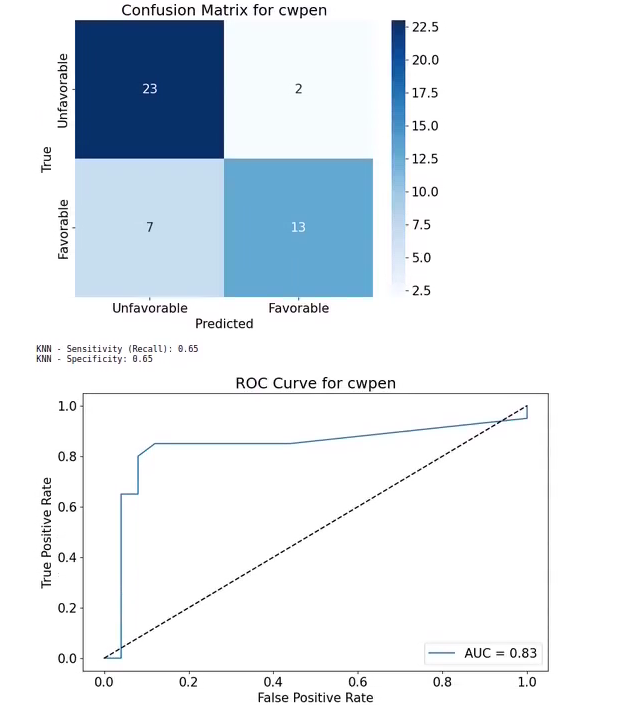 Confusion Matrix for cwpen
True
Unfavorable
Favorable
23
2
7
13
Unfavorable
Favorable
Predicted
22.5
20.0
17.5
15.0
12.5
10.0
7.5
5.0
2.5
KNN - Sensitivity (Recall): 0.65
KNN - Specificity: 0.65
ROC Curve for cwpen
True Positive Rate
1.0
0.8
0.6
0.4
0.2
0.0
AUC = 0.83
0.0
0.2
0.4
0.6
0.8
1.0
False Positive Rate